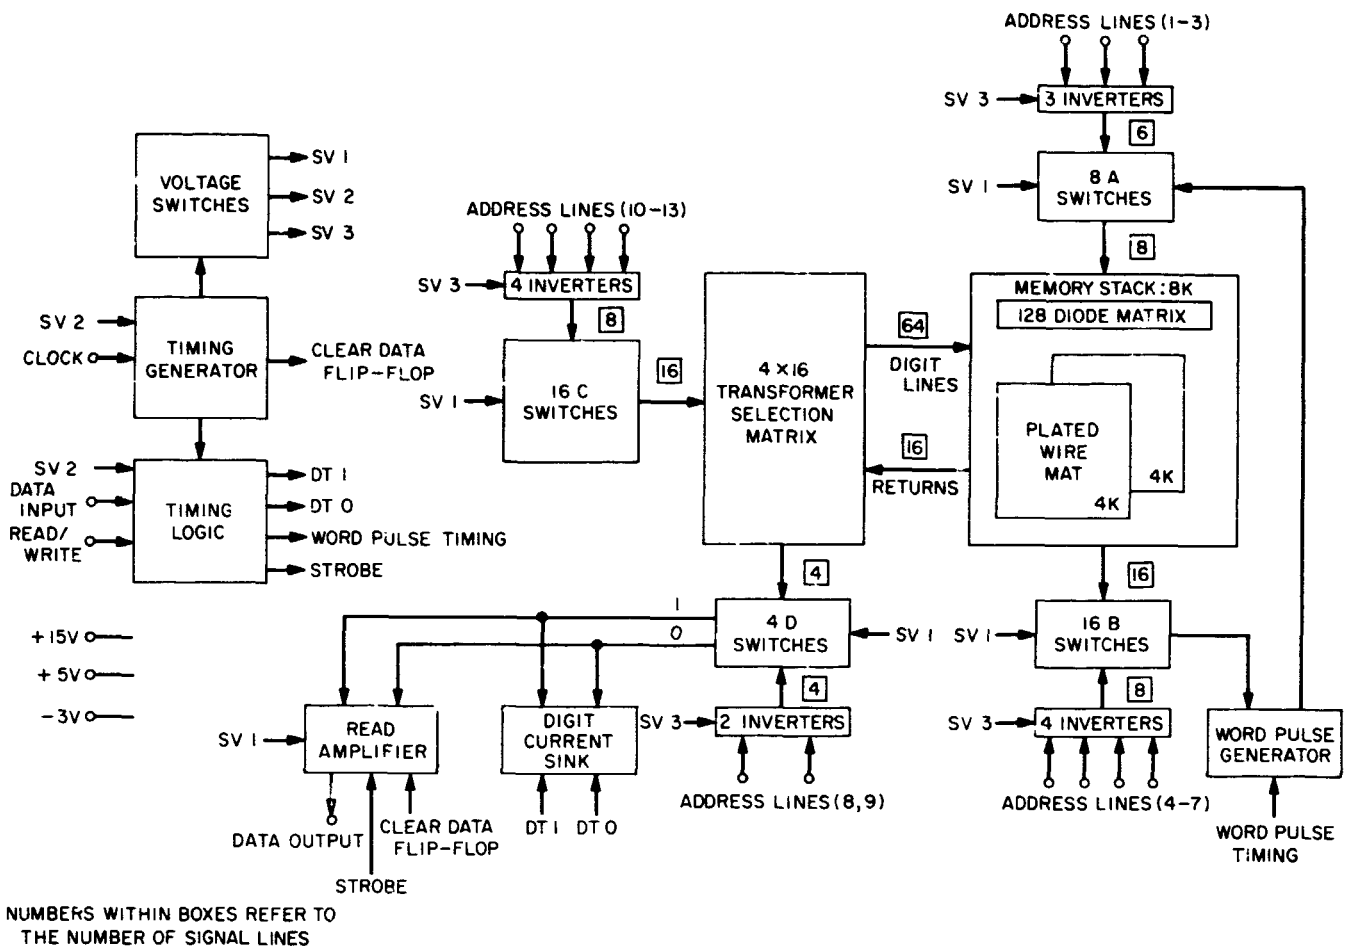 ADDRESS LINES (1-3)
SV 3
3 INVERTERS
6
SV 1
8 A
SWITCHES
8
VOLTAGE
SWITCHES
SV 1
SV 2
SV 3
ADDRESS LINES (10-13)
SV 3
4 INVERTERS
8
SV 1
16 C
SWITCHES
16
4 × 16
TRANSFORMER
SELECTION
MATRIX
64
DIGIT
LINES
16
RETURNS
MEMORY STACK: 8K
128 DIODE MATRIX
PLATED
WIRE
MAT
4K
4K
SV 2
CLOCK
TIMING
GENERATOR
CLEAR DATA
FLIP-FLOP
SV 2
DATA
INPUT
READ/
WRITE
TIMING
LOGIC
DT 1
DT 0
WORD PULSE TIMING
STROBE
4
16
+15V
+5V
-3V
1
0
4 D
SWITCHES
SV 1
SV 1
16 B
SWITCHES
4
8
SV 1
READ
AMPLIFIER
DIGIT
CURRENT
SINK
SV 3
2 INVERTERS
SV 3
4 INVERTERS
WORD PULSE
GENERATOR
ADDRESS LINES (8,9)
ADDRESS LINES (4-7)
DATA OUTPUT
CLEAR DATA
FLIP-FLOP
DT 1
DT 0
WORD PULSE
TIMING
STROBE
NUMBERS WITHIN BOXES REFER TO
THE NUMBER OF SIGNAL LINES